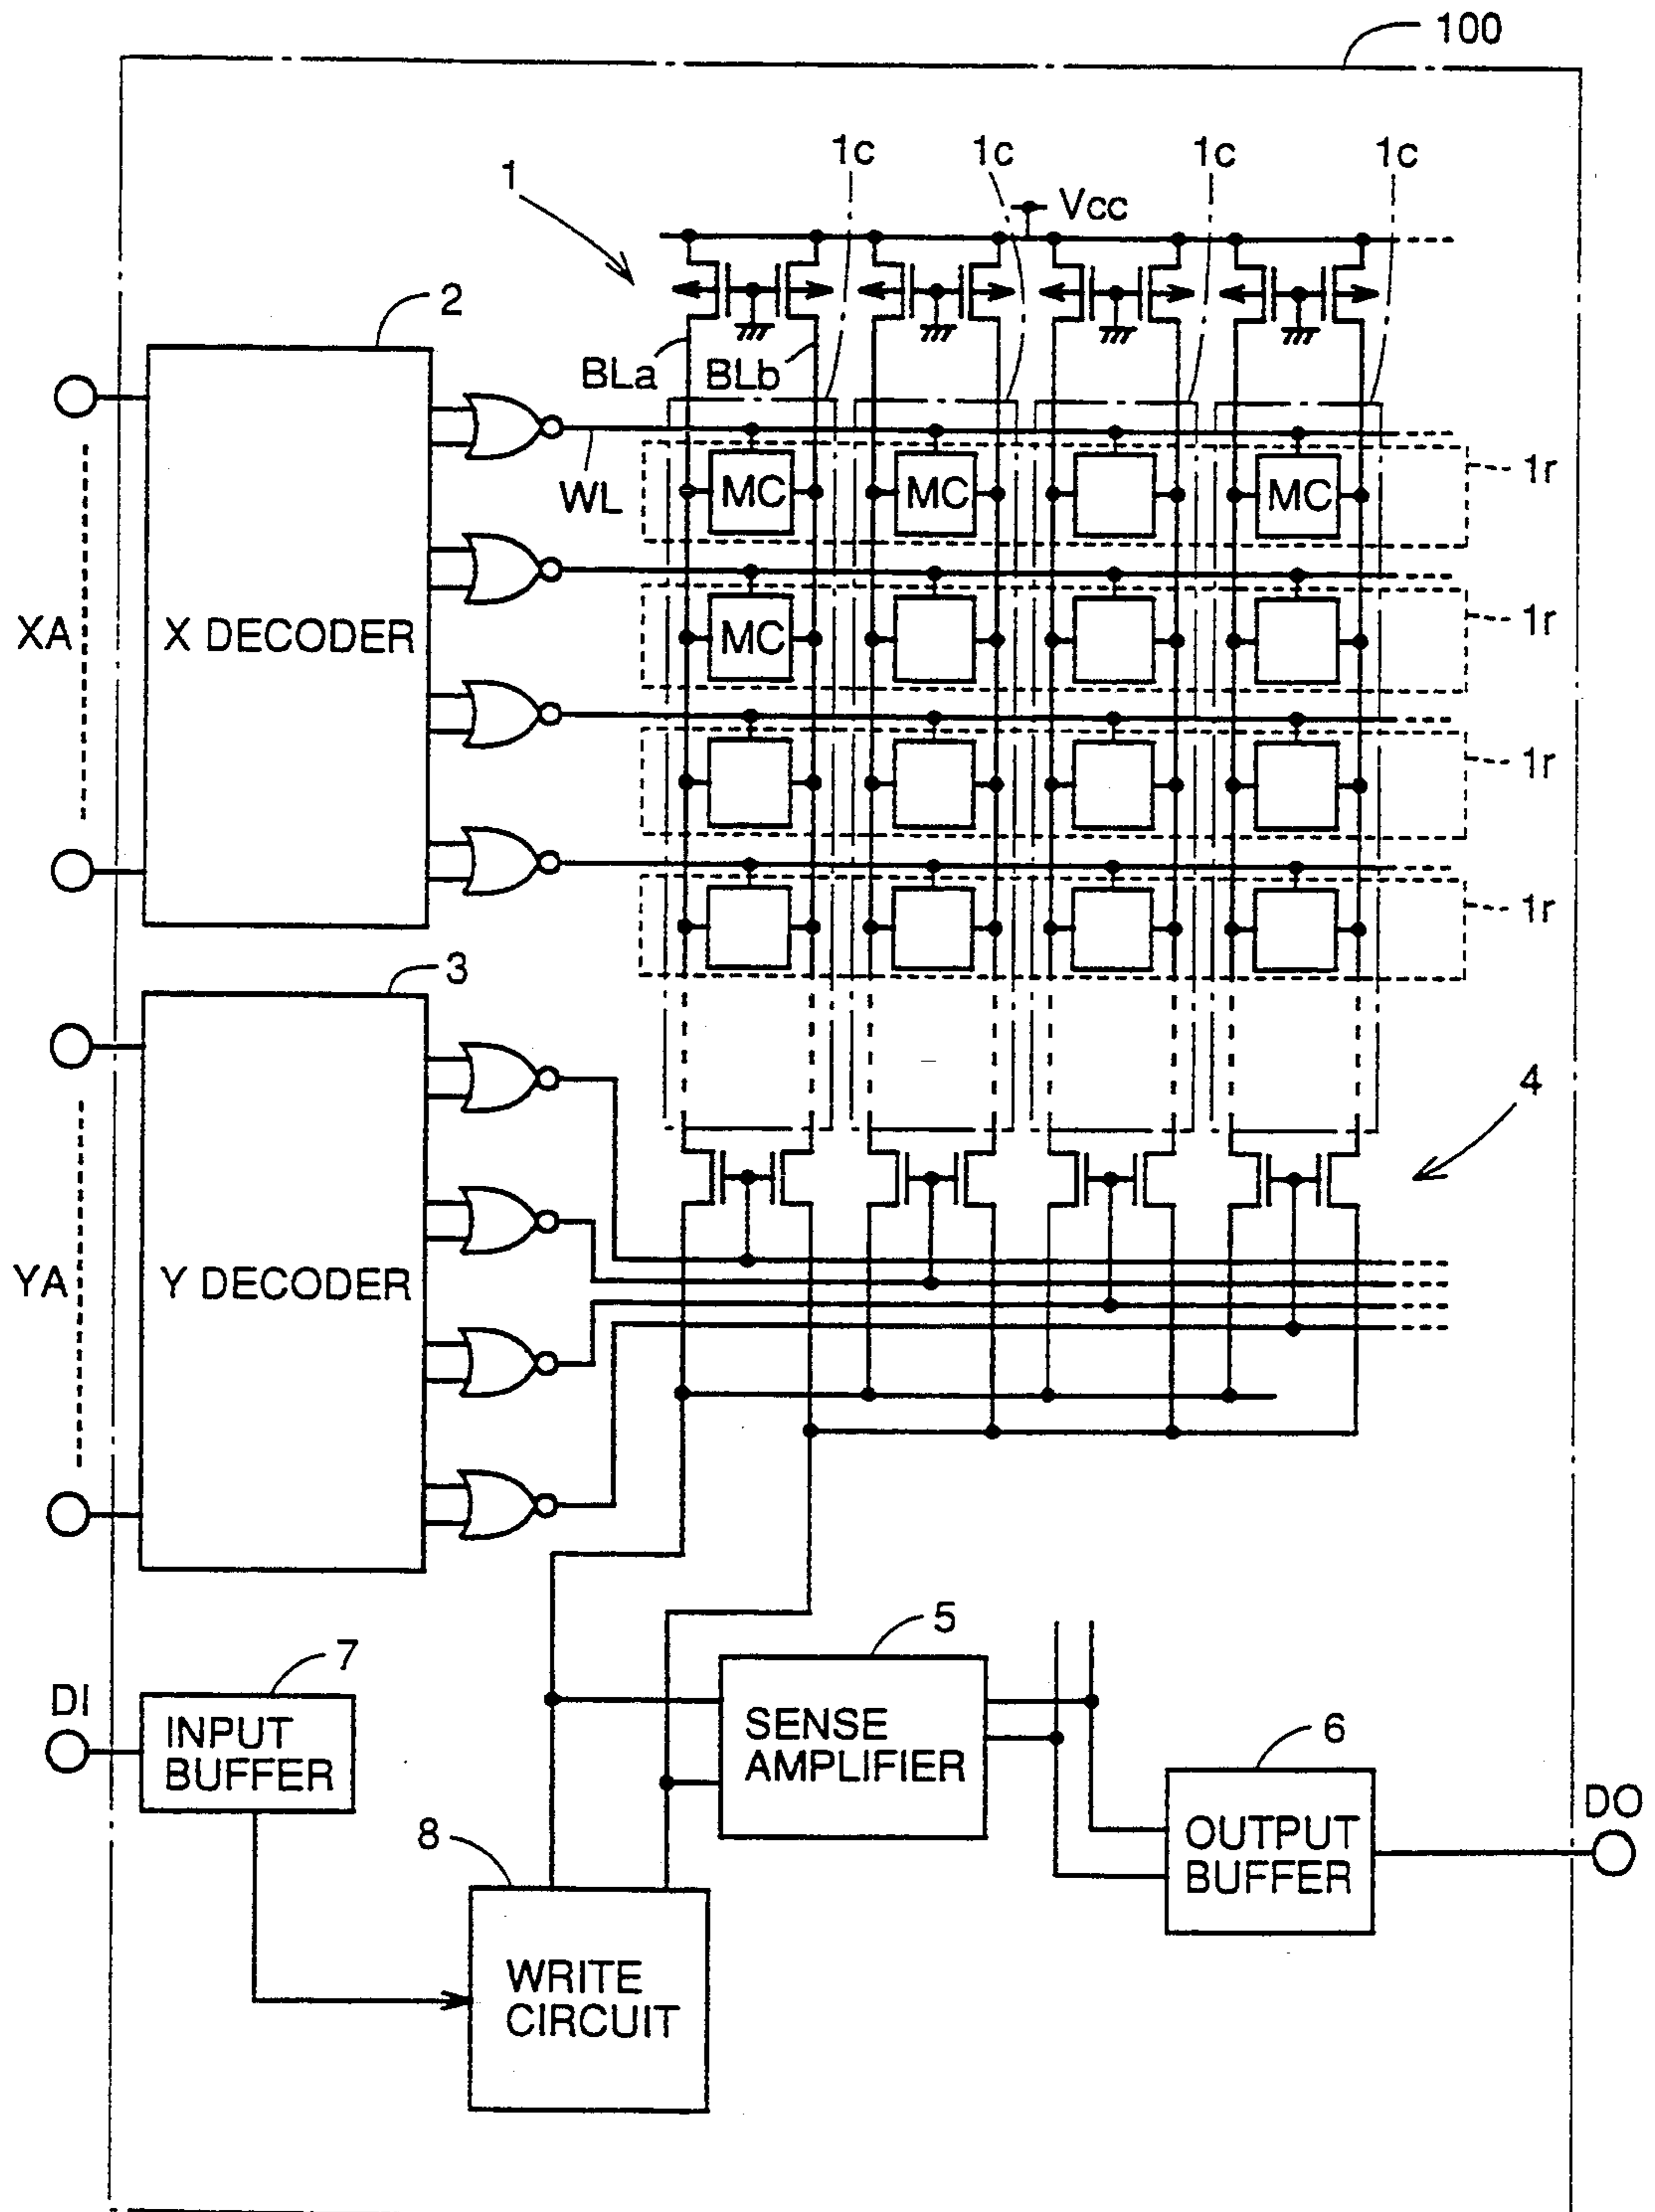 100
1c 1c 1c 1c
1
Vcc
2
BLa BLb
WL
MC MC MC 1r
XA X DECODER
MC 1r
1r
1r
3
4
YA Y DECODER
5
7
DI
INPUT
BUFFER
SENSE
AMPLIFIER
6
8
DO
OUTPUT
BUFFER
WRITE
CIRCUIT